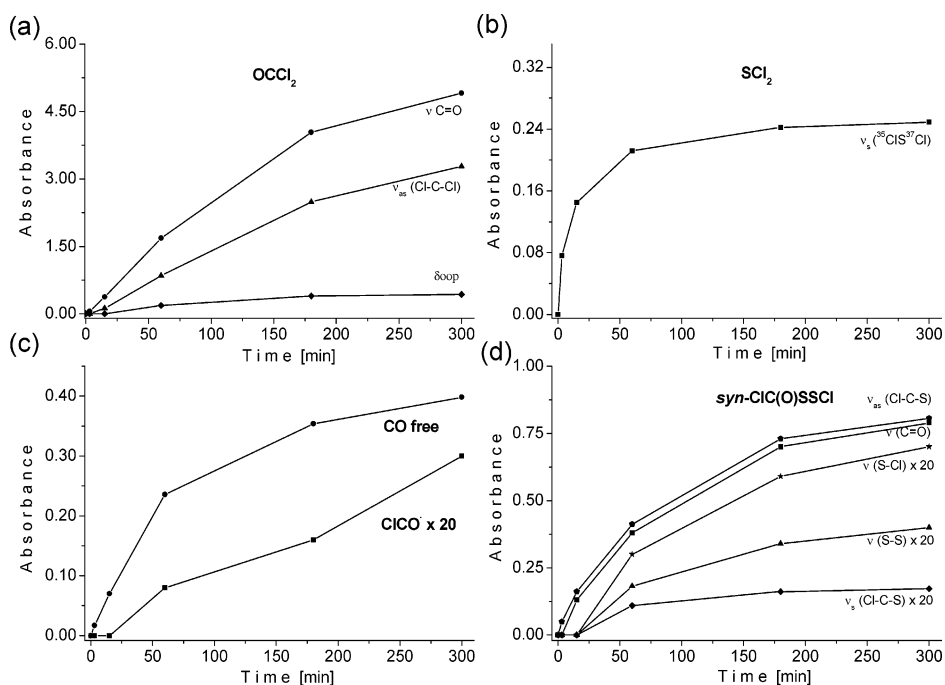 (a)
OCCl₂
6.00
4.50
3.00
1.50
0.00
Absorbance
ν C=O
νas (Cl-C-Cl)
δoop
0 50 100 150 200 250 300
Time [min]
(b)
SCl₂
0.32
0.24
0.16
0.08
0.00
Absorbance
νs (³⁵ClS³⁷Cl)
0 50 100 150 200 250 300
Time [min]
(c)
0.40
0.30
0.20
0.10
0.00
Absorbance
CO free
ClCO· x 20
0 50 100 150 200 250 300
Time [min]
(d)
syn-ClC(O)SSCl
1.00
0.75
0.50
0.25
0.00
Absorbance
νas (Cl-C-S)
ν (C=O)
ν (S-Cl) x 20
ν (S-S) x 20
νs (Cl-C-S) x 20
0 50 100 150 200 250 300
Time [min]